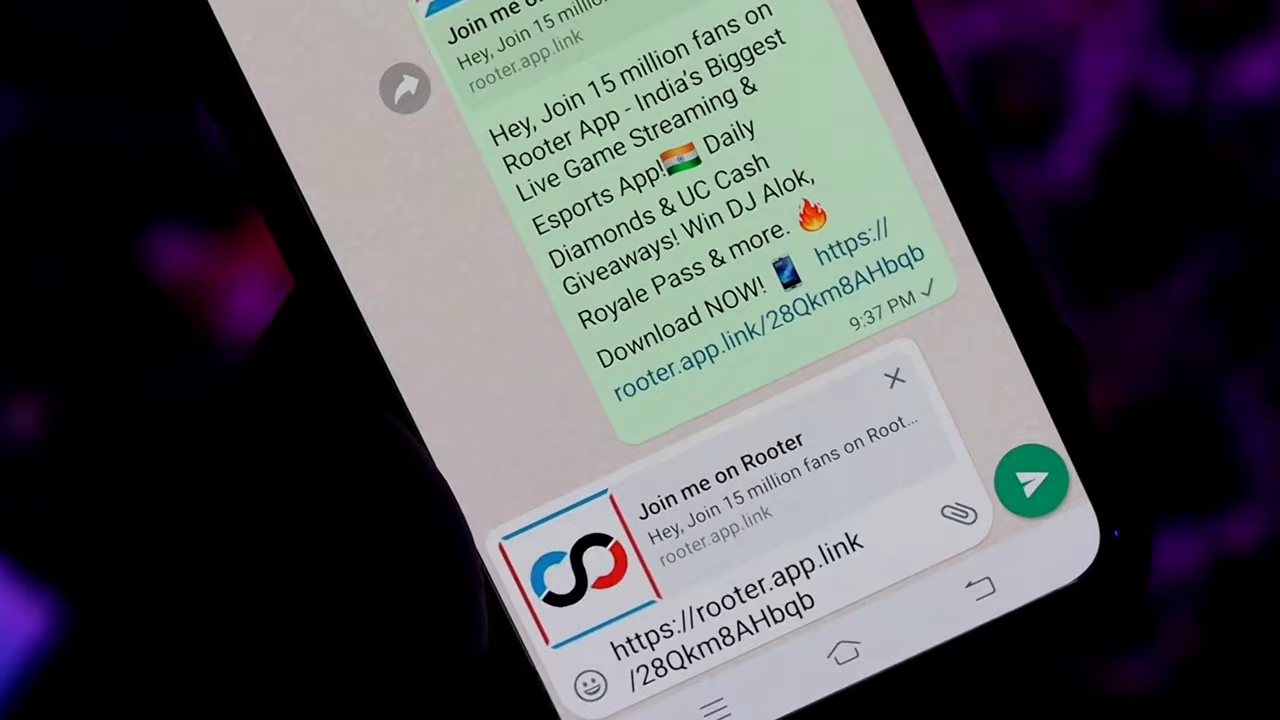 Join me o
Hey, Join 15 millio
rooter.app.link
Hey, Join 15 million fans on
Rooter App - India's Biggest
Live Game Streaming &
Esports App!🇮🇳 Daily
Diamonds & UC Cash
Giveaways! Win DJ Alok,
Royale Pass & more. 🔥
Download NOW! 📱 https://
rooter.app.link/28Qkm8AHbqb
9:37 PM ✓
Join me on Rooter
Hey, Join 15 million fans on Root...
rooter.app.link
https://rooter.app.link
/28Qkm8AHbqb